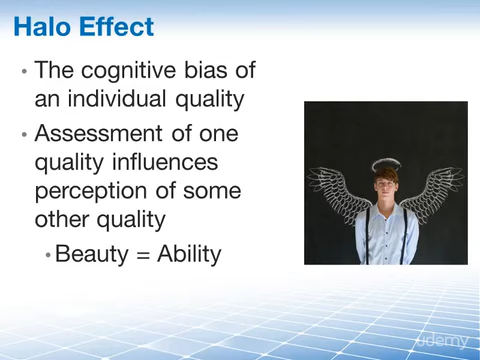 Halo Effect
• The cognitive bias of
an individual quality
• Assessment of one
quality influences
perception of some
other quality
• Beauty = Ability
udemy